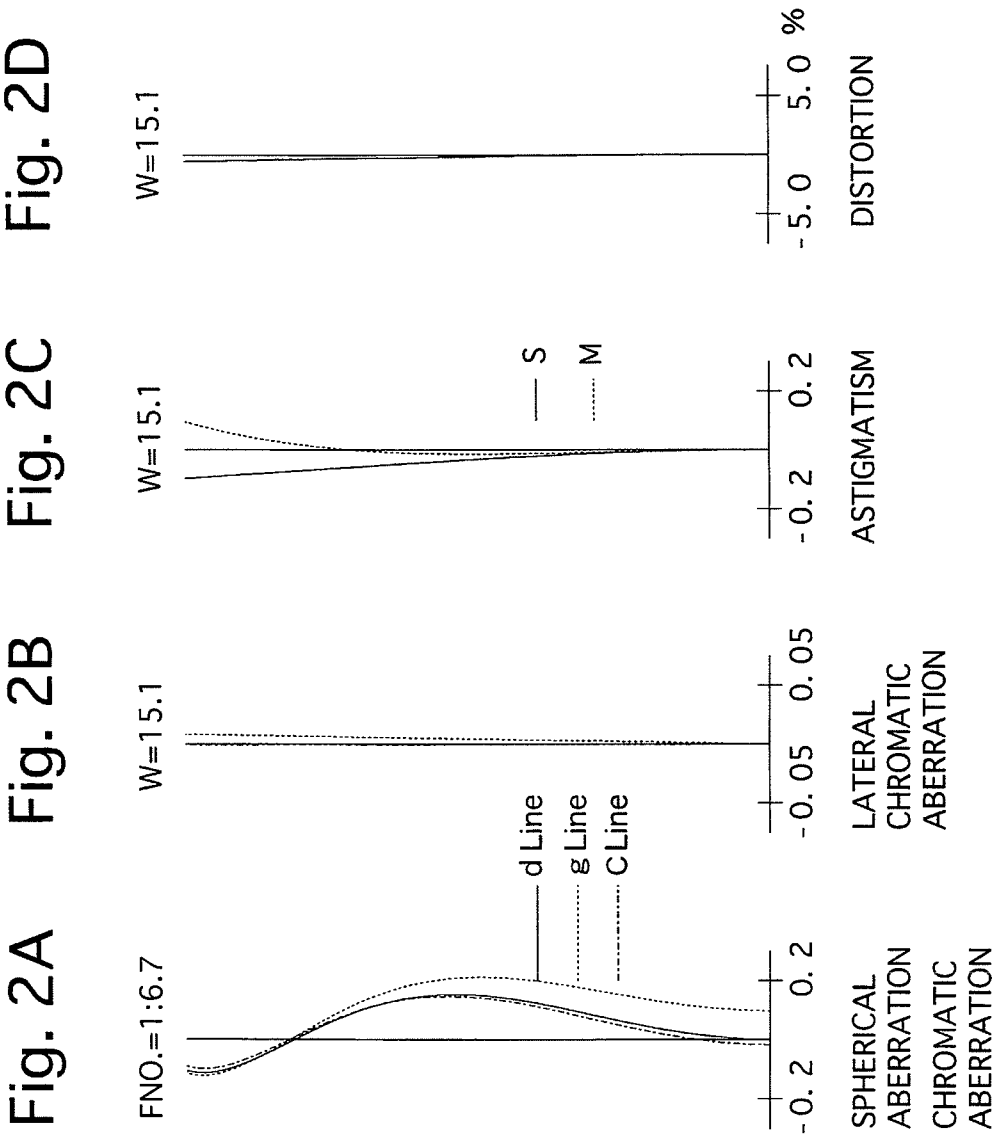 Fig. 2A
FNO.=1:6.7
d Line
g Line
C Line
-0.2
0.2
SPHERICAL
ABERRATION
CHROMATIC
ABERRATION
Fig. 2B
W=15.1
-0.05
0.05
LATERAL
CHROMATIC
ABERRATION
Fig. 2C
W=15.1
S
M
-0.2
0.2
ASTIGMATISM
Fig. 2D
W=15.1
-5.0
5.0
%
DISTORTION